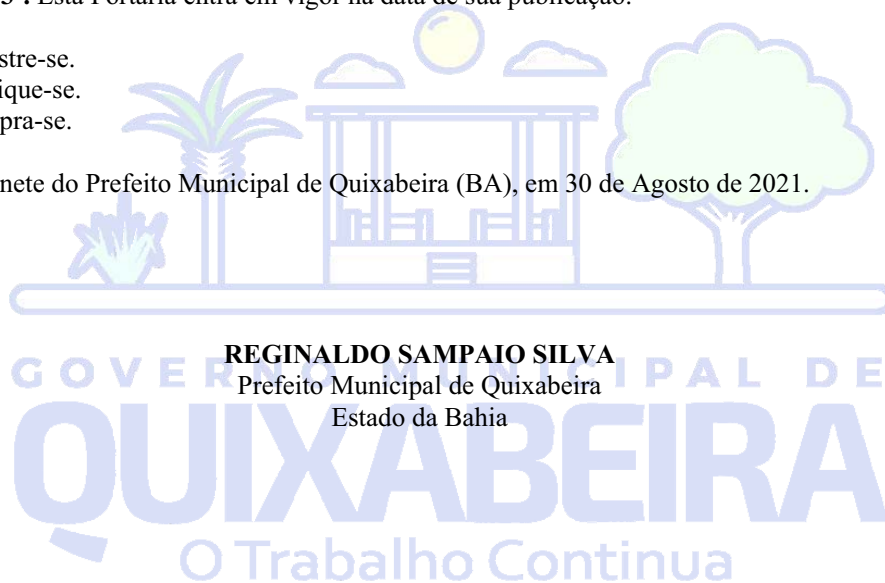 Esta Portaria entra em vigor na data de sua publicação.
stre-se.
ique-se.
pra-se.
nete do Prefeito Municipal de Quixabeira (BA), em 30 de Agosto de 2021.
REGINALDO SAMPAIO SILVA
GOVERNO MUNICIPAL DE
Prefeito Municipal de Quixabeira
Estado da Bahia
QUIXABEIRA
O Trabalho Continua